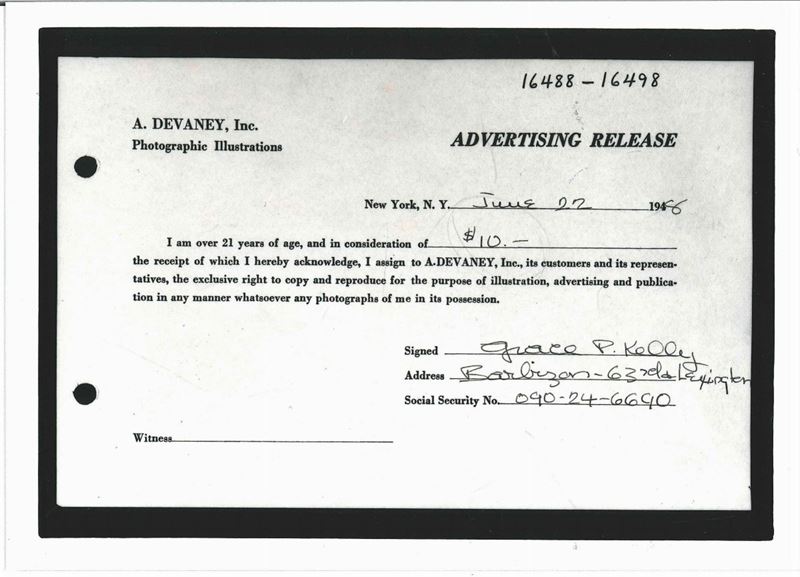 16488 - 16498
A. DEVANEY, Inc.
Photographic Illustrations
ADVERTISING RELEASE
New York, N. Y. June 22 1948
I am over 21 years of age, and in consideration of $10.—
the receipt of which I hereby acknowledge, I assign to A.DEVANEY, Inc., its customers and its represen-
tatives, the exclusive right to copy and reproduce for the purpose of illustration, advertising and publica-
tion in any manner whatsoever any photographs of me in its possession.
Signed Grace P. Kelly
Address Barbizon - 63rd & Lexington
Social Security No. 090-24-6690
Witness